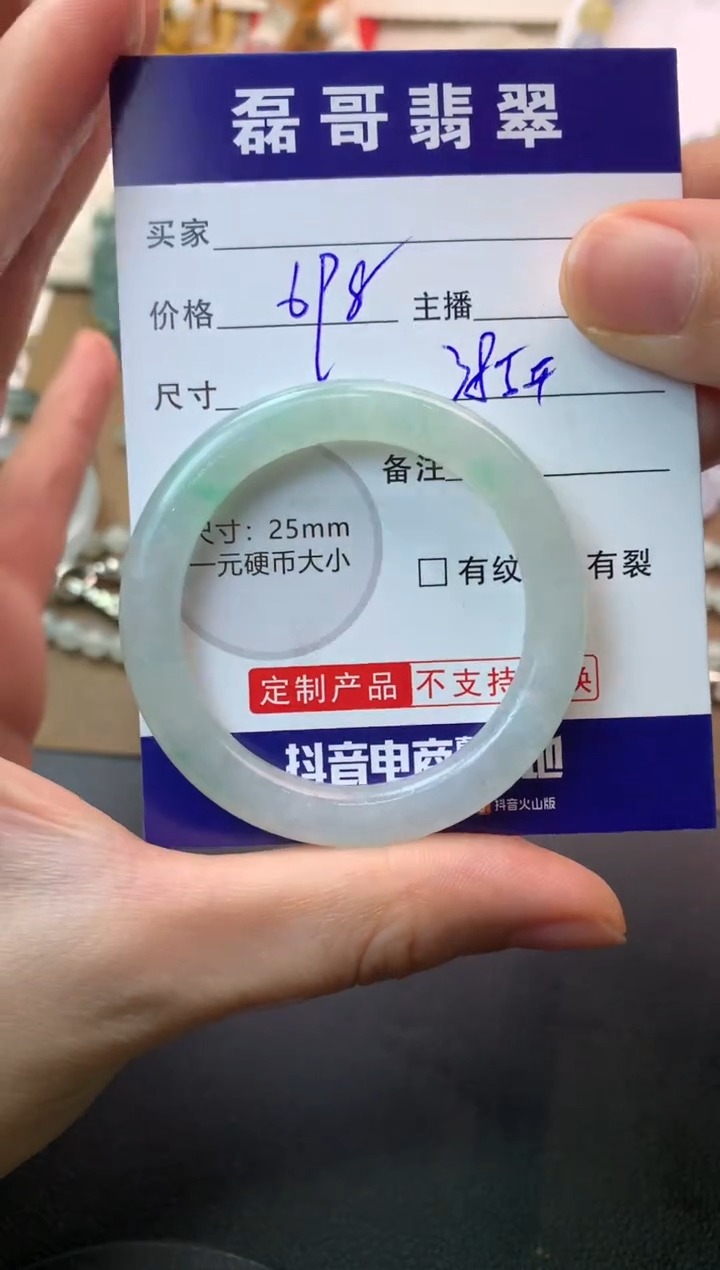 磊哥翡翠
买家
价格 698 主播
尺寸
备注
尺寸：25mm
一元硬币大小
□ 有纹 有裂
定制产品 不支持 换
抖音电商
抖音火山版